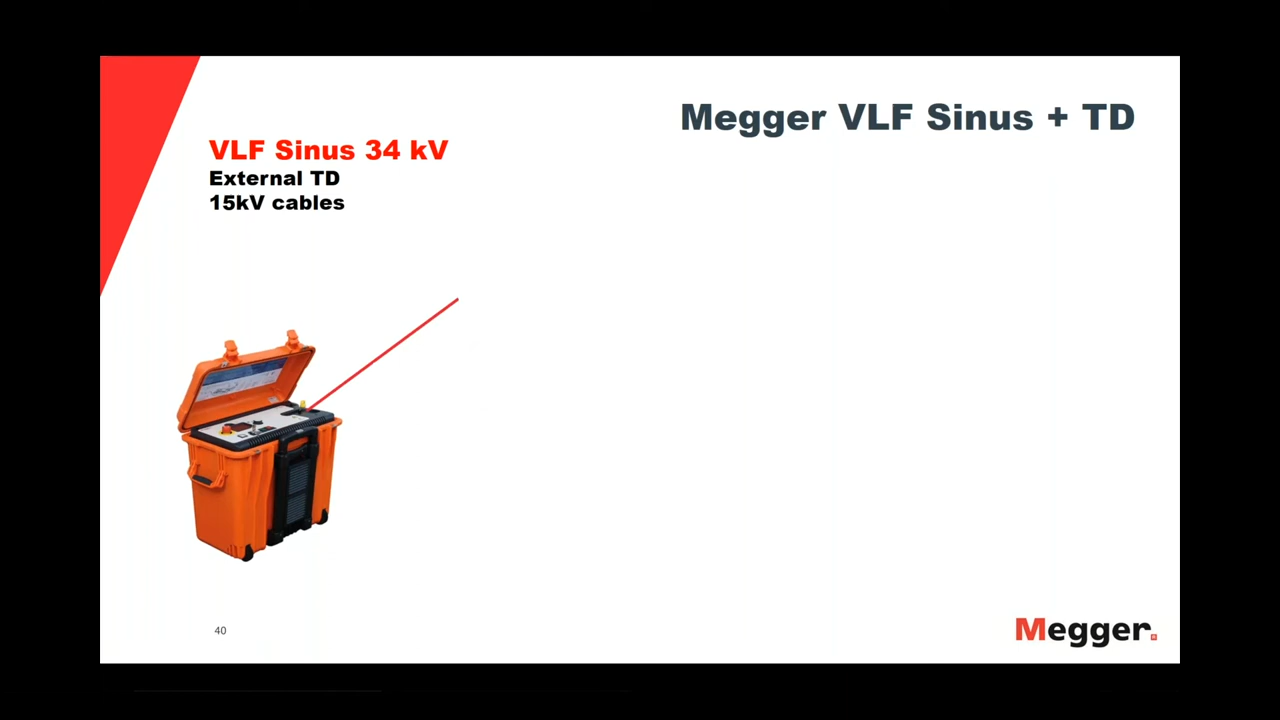 Megger VLF Sinus + TD
VLF Sinus 34 kV
External TD
15kV cables
40
Megger.